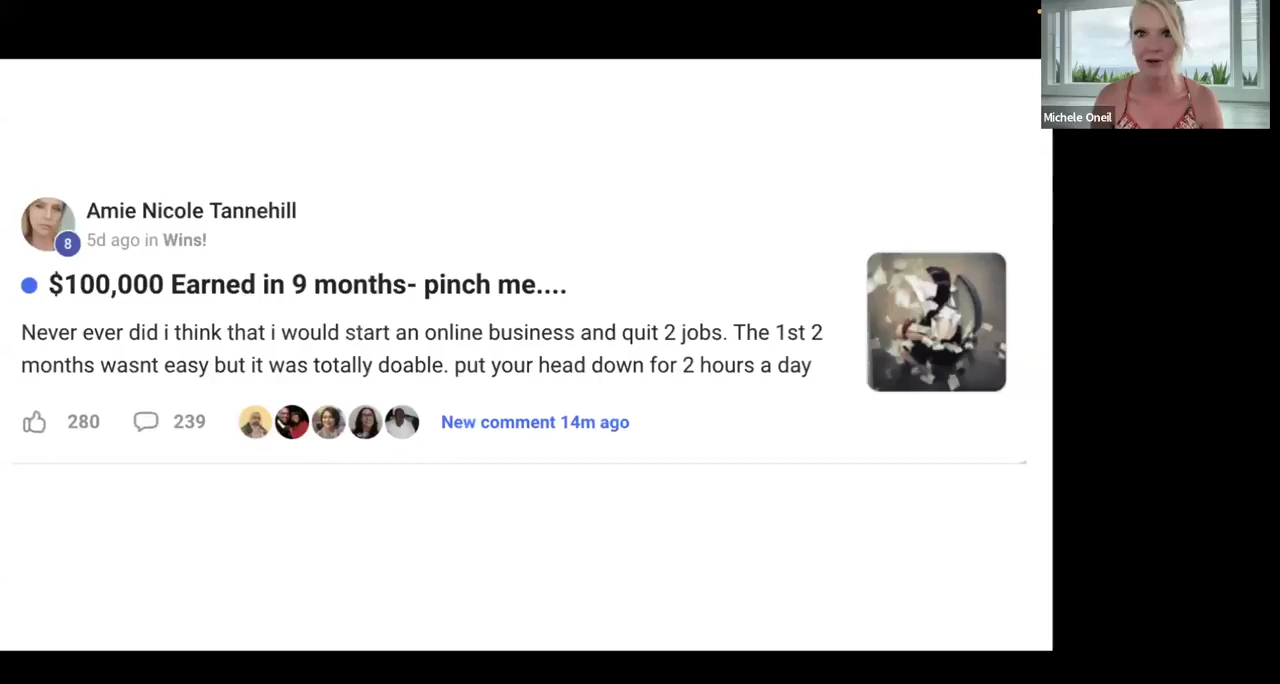 Michele Oneil
Amie Nicole Tannehill
8
5d ago in Wins!
$100,000 Earned in 9 months- pinch me....
Never ever did i think that i would start an online business and quit 2 jobs. The 1st 2
months wasnt easy but it was totally doable. put your head down for 2 hours a day
280 239 New comment 14m ago